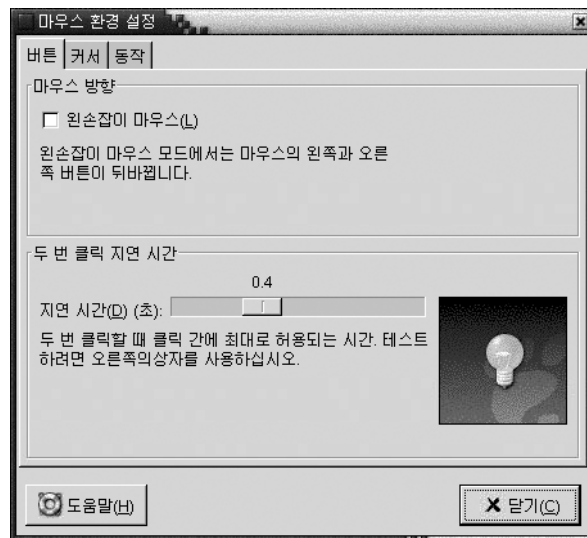 마우스 환경 설정
버튼 커서 동작
마우스 방향
왼손잡이 마우스(L)
왼손잡이 마우스 모드에서는 마우스의 왼쪽과 오른
쪽 버튼이 뒤바뀝니다.
두 번 클릭 지연 시간
0.4
지연 시간(D) (초):
두 번 클릭할 때 클릭 간에 최대로 허용되는 시간. 테스트
하려면 오른쪽의상자를 사용하십시오.
도움말(H) 닫기(C)